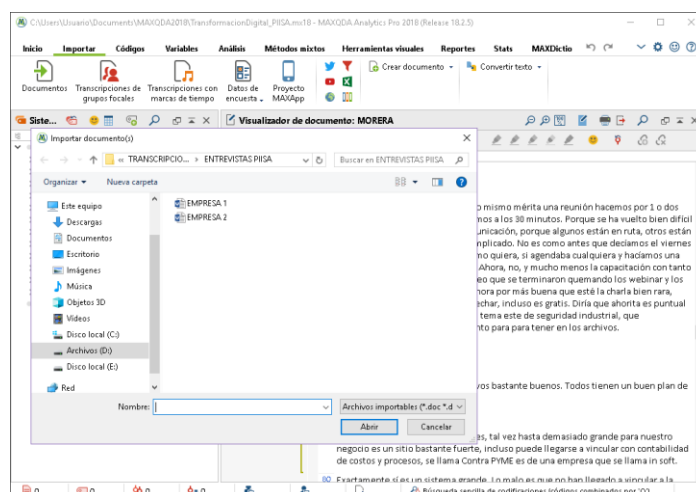 C:\Users\Usuario\Documents\MAXQDA2018\TransformacionDigital_PIISA.mx18 - MAXQDA Analytics Pro 2018 (Release 18.2.5)
Inicio Importar Códigos Variables Análisis Métodos mixtos Herramientas visuales Reportes Stats MAXDictio
Documentos
Transcripciones de grupos focales
Transcripciones con marcas de tiempo
Datos de encuesta
Proyecto MAXApp
Crear documento
Convertir texto
Siste...
Visualizador de documento: MORERA
Importar documento(s)
« TRANSCRIPCIO... > ENTREVISTAS PIISA
Buscar en ENTREVISTAS PIISA
Organizar
Nueva carpeta
Este equipo
Descargas
Documentos
Escritorio
Imágenes
Música
Objetos 3D
Vídeos
Disco local (C:)
Archivos (D:)
Disco local (E:)
Red
EMPRESA 1
EMPRESA 2
Nombre:
Archivos importables (*.doc *.d
Abrir
Cancelar
o mismo mérita una reunión hacemos por 1 o dos
mos a los 30 minutos. Porque se ha vuelto bien difícil
unicación, porque algunos están en ruta, otros están
mplicado. No es como antes que decíamos el viernes
mo quiera, si agendaba cualquiera y hacíamos una
Ahora, no, y mucho menos la capacitación con tanto
eo que se terminaron quemando los webinar y los
hora por más buena que esté la charla bien rara,
echar, incluso es gratis. Diría que ahorita es puntual
tema este de seguridad industrial, que
nto para para tener en los archivos.
vos bastante buenos. Todos tienen un buen plan de
es, tal vez hasta demasiado grande para nuestro
negocio es un sitio bastante fuerte, incluso puede llegarse a vincular con contabilidad
de costos y procesos, se llama Contra PYME es de una empresa que se llama in soft.
Exactamente sí es un sistema grande. Lo malo es que no han llegado a vincular a la
0
0
0
0
Búsqueda sencilla de codificaciones (códigos combinados por 'O?